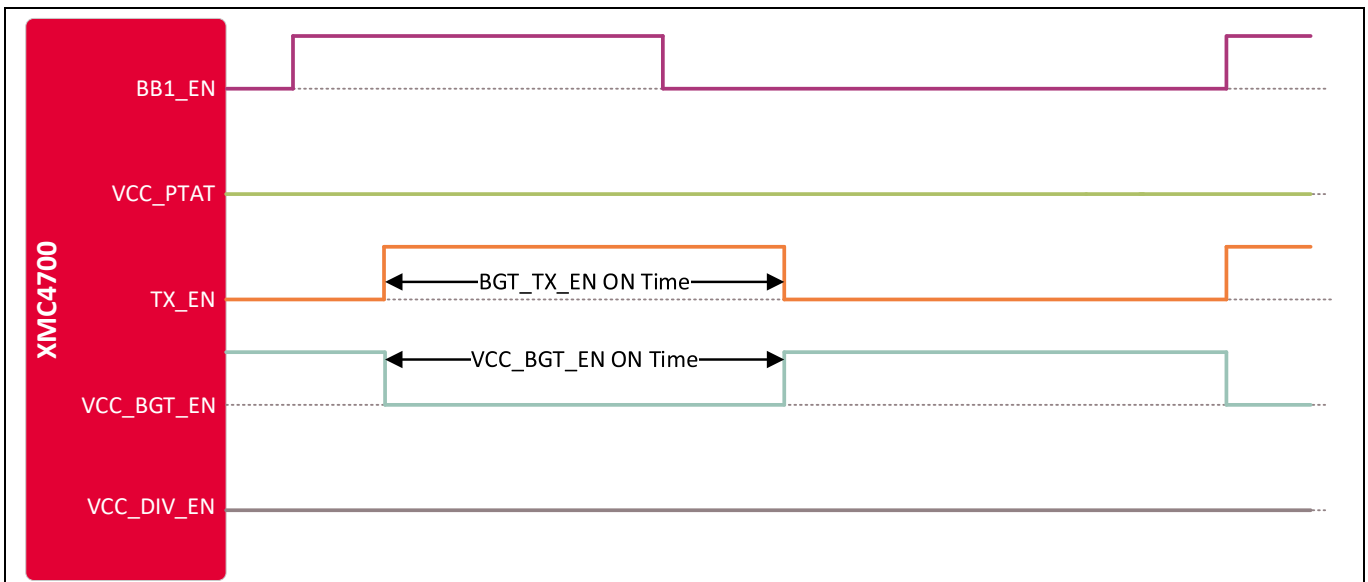 XMC4700
BB1_EN
VCC_PTAT
TX_EN
BGT_TX_EN ON Time
VCC_BGT_EN
VCC_BGT_EN ON Time
VCC_DIV_EN